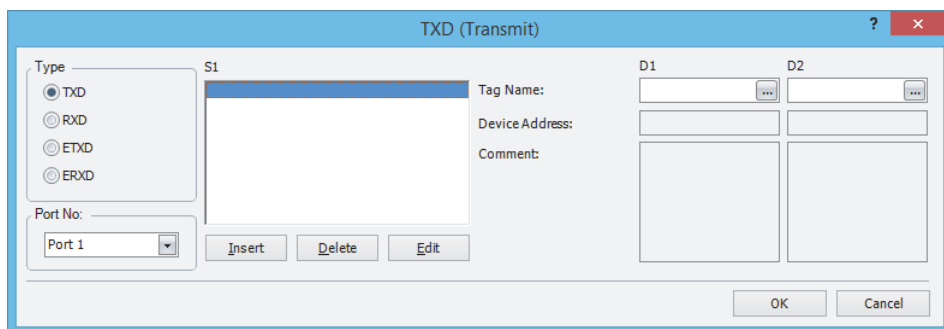 TXD (Transmit)
?
Type
TXD
RXD
ETXD
ERXD
Port No:
Port 1
S1
Insert Delete Edit
D1 D2
Tag Name: ... ...
Device Address:
Comment:
OK Cancel